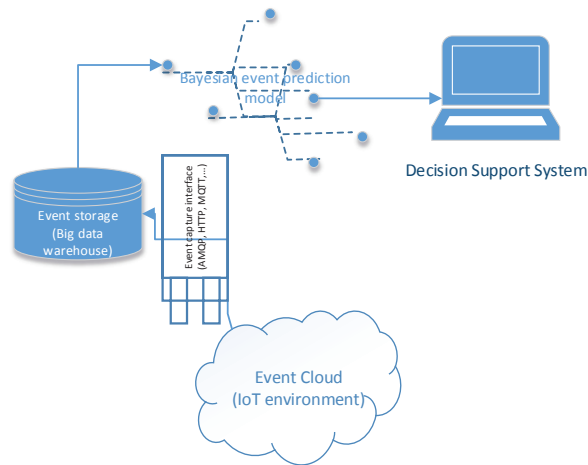 Bayesian event prediction
model
Decision Support System
Event storage
(Big data
warehouse)
Event capture interface
(AMQP, HTTP, MQTT,...)
Event Cloud
(IoT environment)